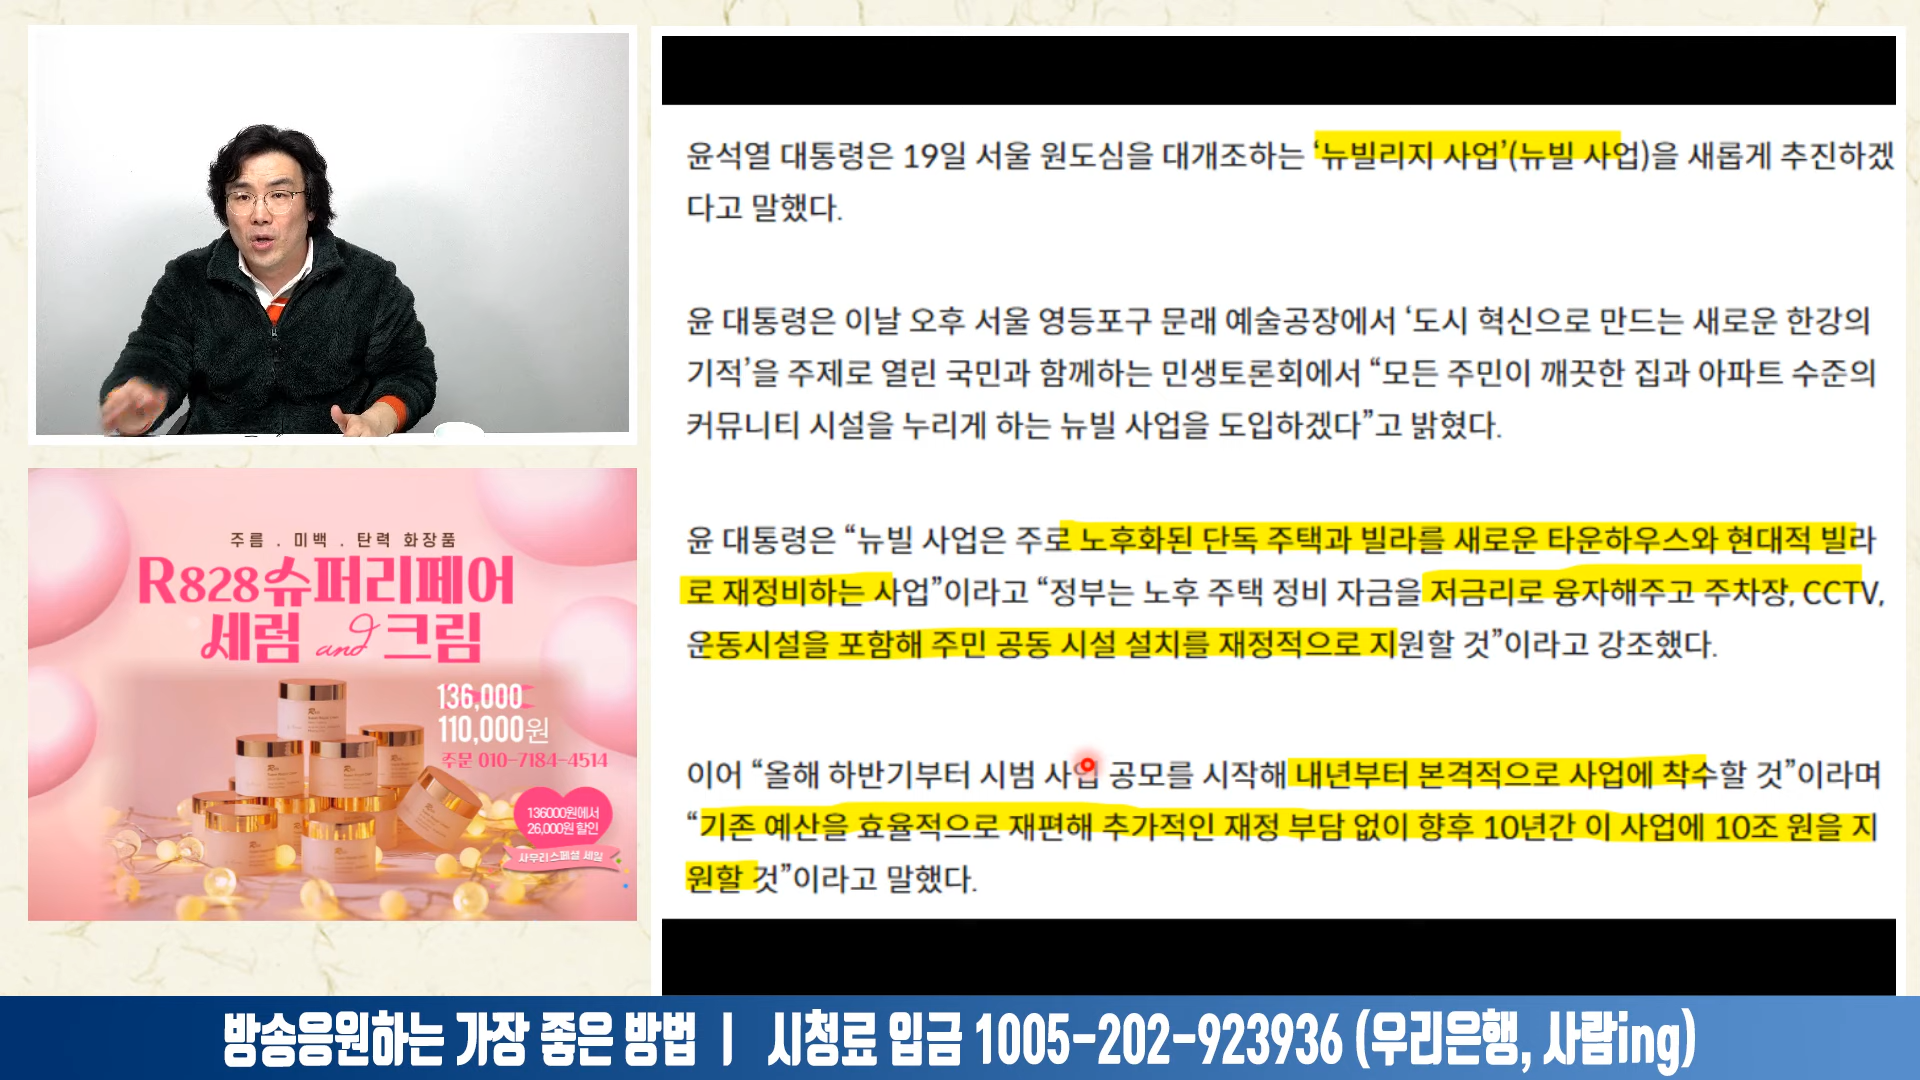 윤석열 대통령은 19일 서울 원도심을 대개조하는 ‘뉴빌리지 사업’(뉴빌 사업)을 새롭게 추진하겠
다고 말했다.
윤 대통령은 이날 오후 서울 영등포구 문래 예술공장에서 ‘도시 혁신으로 만드는 새로운 한강의
기적’을 주제로 열린 국민과 함께하는 민생토론회에서 “모든 주민이 깨끗한 집과 아파트 수준의
커뮤니티 시설을 누리게 하는 뉴빌 사업을 도입하겠다”고 밝혔다.
윤 대통령은 “뉴빌 사업은 주로 노후화된 단독 주택과 빌라를 새로운 타운하우스와 현대적 빌라
로 재정비하는 사업”이라고 “정부는 노후 주택 정비 자금을 저금리로 융자해주고 주차장, CCTV,
운동시설을 포함해 주민 공동 시설 설치를 재정적으로 지원할 것”이라고 강조했다.
이어 “올해 하반기부터 시범 사업 공모를 시작해 내년부터 본격적으로 사업에 착수할 것”이라며
“기존 예산을 효율적으로 재편해 추가적인 재정 부담 없이 향후 10년간 이 사업에 10조 원을 지
원할 것”이라고 말했다.
주름 . 미백 . 탄력 화장품
R828슈퍼리페어
세럼 and 크림
136,000
110,000원
주문 010-7184-4514
136000원에서
26,000원 할인
사무리스페셜 세일
방송응원하는 가장 좋은 방법 | 시청료 입금 1005-202-923936 (우리은행, 사람ing)